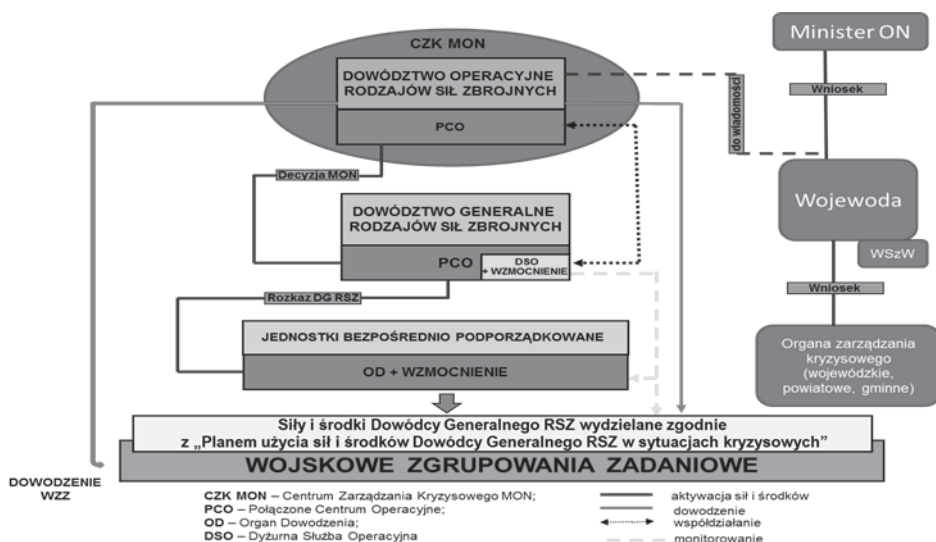 CZK MON
DOWÓDZTWO OPERACYJNE
RODZAJÓW SIŁ ZBROJNYCH
PCO
Decyzja MON
DOWÓDZTWO GENERALNE
RODZAJÓW SIŁ ZBROJNYCH
PCO
DSO
+ WZMOCNIENIE
Rozkaz DG RSZ
JEDNOSTKI BEZPOŚREDNIO PODPORZĄDKOWANE
OD + WZMOCNIENIE
do wiadomości
Minister ON
Wniosek
Wojewoda
WSzW
Wniosek
Organa zarządzania
kryzysowego
(wojewódzkie,
powiatowe, gminne)
Siły i środki Dowódcy Generalnego RSZ wydzielane zgodnie
z „Planem użycia sił i środków Dowódcy Generalnego RSZ w sytuacjach kryzysowych”
WOJSKOWE ZGRUPOWANIA ZADANIOWE
DOWODZENIE
WZZ
CZK MON – Centrum Zarządzania Kryzysowego MON;
PCO – Połączone Centrum Operacyjne;
OD – Organ Dowodzenia;
DSO – Dyżurna Służba Operacyjna
aktywacja sił i środków
dowodzenie
współdziałanie
monitorowanie